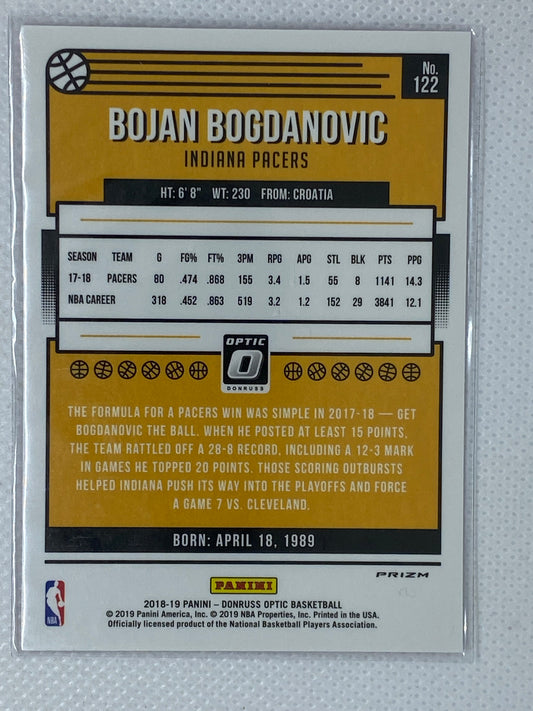 No.
122
BOJAN BOGDANOVIC
INDIANA PACERS
HT: 6' 8" WT: 230 FROM: CROATIA
SEASON TEAM G FG% FT% 3PM RPG APG STL BLK PTS PPG
17-18 PACERS 80 .474 .868 155 3.4 1.5 55 8 1141 14.3
NBA CAREER 318 .452 .863 519 3.2 1.2 152 29 3841 12.1
OPTIC
DONRUSS
THE FORMULA FOR A PACERS WIN WAS SIMPLE IN 2017-18 — GET
BOGDANOVIC THE BALL. WHEN HE POSTED AT LEAST 15 POINTS,
THE TEAM RATTLED OFF A 28-8 RECORD, INCLUDING A 12-3 MARK
IN GAMES HE TOPPED 20 POINTS. THOSE SCORING OUTBURSTS
HELPED INDIANA PUSH ITS WAY INTO THE PLAYOFFS AND FORCE
A GAME 7 VS. CLEVELAND.
BORN: APRIL 18, 1989
PANINI
PRIZM
NBA
2018-19 PANINI – DONRUSS OPTIC BASKETBALL
© 2019 Panini America, Inc. © 2019 NBA Properties, Inc. Printed in the USA.
Officially licensed product of the National Basketball Players Association.